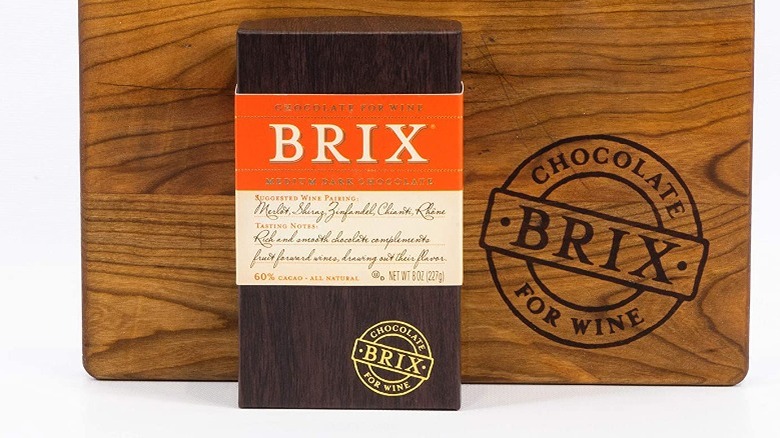 CHOCOLATE FOR WINE
BRIX®
MEDIUM DARK CHOCOLATE
SUGGESTED WINE PAIRING:
Merlot, Shiraz, Zinfandel, Chianti, Rhône
TASTING NOTES:
Rich and smooth chocolate complements
fruit forward wines, drawing out their flavor.
60% CACAO - ALL NATURAL
NET WT 8 OZ (227g)
CHOCOLATE
·BRIX·
FOR WINE
CHOCOLATE
·BRIX·
FOR WINE